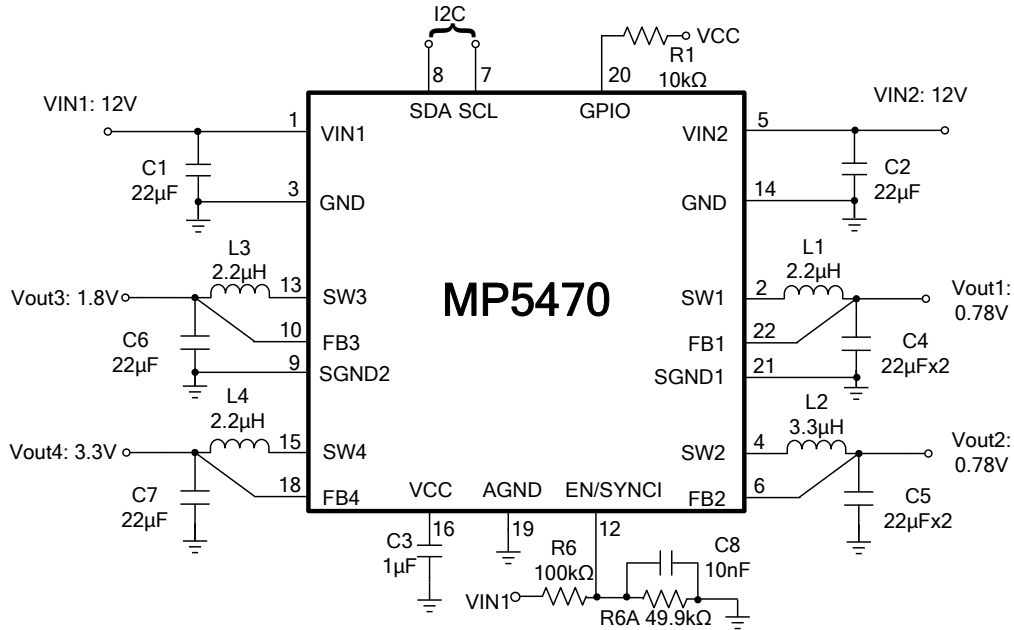 I2C
8
7
VCC
R1
10kΩ
20
SDA SCL
GPIO
VIN1: 12V
1
VIN1
VIN2
5
VIN2: 12V
C1
22µF
C2
22µF
3
GND
GND
14
L3
2.2µH
L1
2.2µH
Vout3: 1.8V
13
SW3
MP5470
SW1
2
Vout1:
0.78V
10
FB3
FB1
22
C6
22µF
C4
22µFx2
9
SGND2
SGND1
21
L4
2.2µH
L2
3.3µH
Vout4: 3.3V
15
SW4
SW2
4
Vout2:
0.78V
18
FB4
VCC
AGND
EN/SYNCI
FB2
6
C7
22µF
C5
22µFx2
16
19
12
C3
1µF
R6
100kΩ
C8
10nF
VIN1
R6A 49.9kΩ